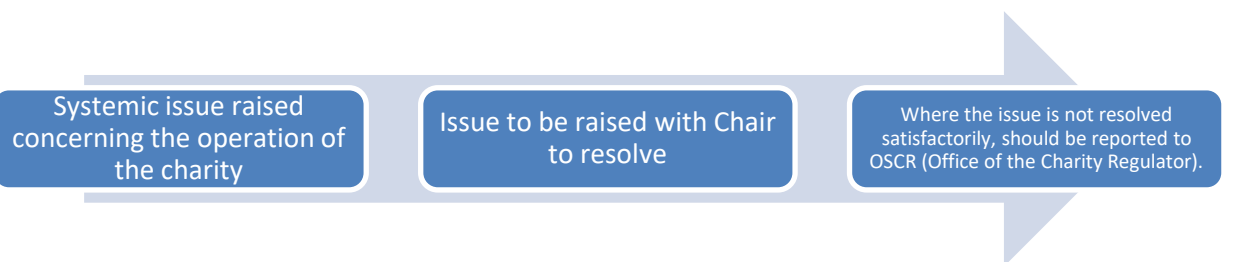 Systemic issue raised
concerning the operation of
the charity
Issue to be raised with Chair
to resolve
Where the issue is not resolved
satisfactorily, should be reported to
OSCR (Office of the Charity Regulator).